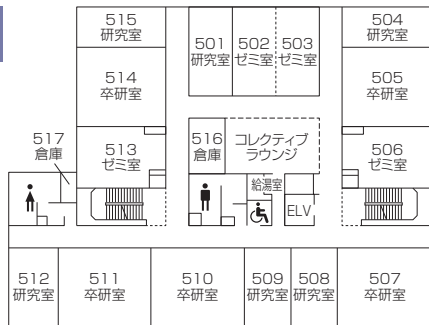 515
研究室
501
研究室
502
ゼミ室
503
ゼミ室
504
研究室
514
卒研室
505
卒研室
517
倉庫
513
ゼミ室
516
倉庫
コレクティブ
ラウンジ
506
ゼミ室
給湯室
ELV
512
研究室
511
卒研室
510
卒研室
509
研究室
508
研究室
507
卒研室